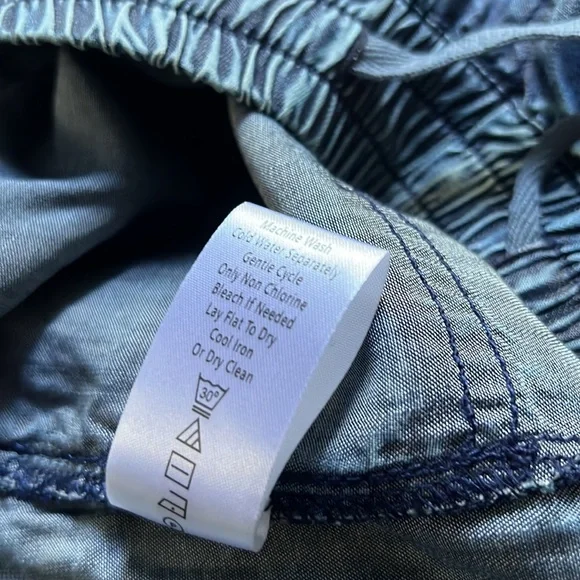 Machine Wash
Cold Water Separately
Gentle Cycle
Only Non Chlorine
Bleach If Needed
Lay Flat To Dry
Cool Iron
Or Dry Clean
30°